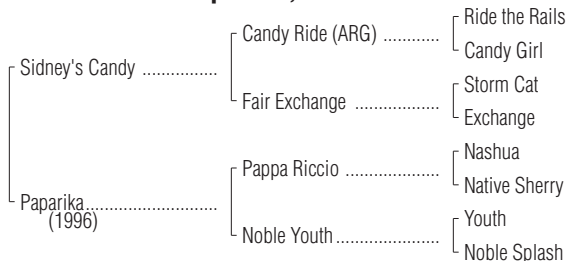 Ride the Rails
Candy Ride (ARG) ............
Candy Girl
Sidney's Candy ................
Storm Cat
Fair Exchange ..................
Exchange
Nashua
Pappa Riccio ....................
Native Sherry
Paparika............................
(1996)
Youth
Noble Youth......................
Noble Splash